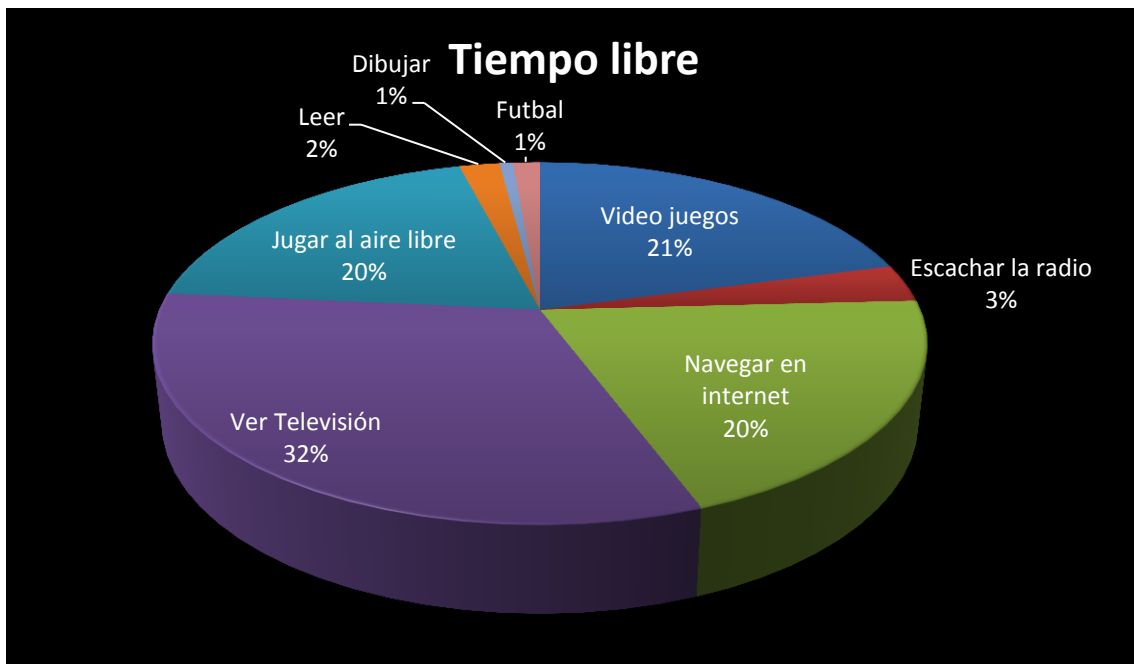 Tiempo libre
Dibujar
1%
Leer
2%
Futbal
1%
Video juegos
21%
Escachar la radio
3%
Navegar en
internet
20%
Ver Televisión
32%
Jugar al aire libre
20%